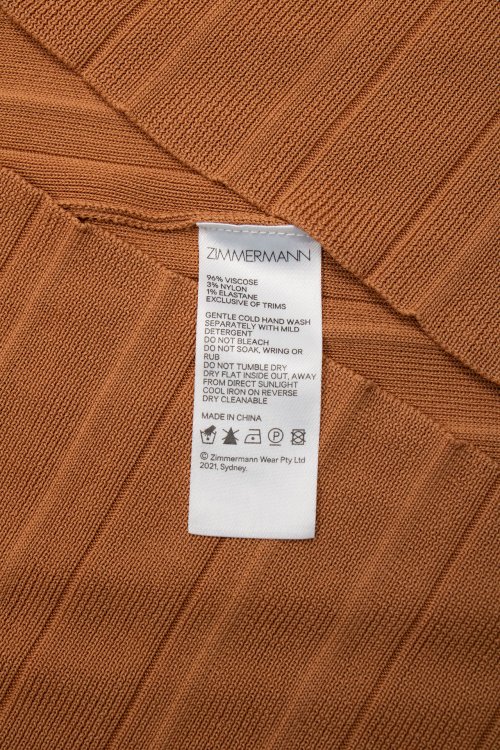 ZIMMERMANN
96% VISCOSE
3% NYLON
1% ELASTANE
EXCLUSIVE OF TRIMS
GENTLE COLD HAND WASH
SEPARATELY WITH MILD
DETERGENT
DO NOT BLEACH
DO NOT SOAK, WRING OR
RUB
DO NOT TUMBLE DRY
DRY FLAT INSIDE OUT, AWAY
FROM DIRECT SUNLIGHT
COOL IRON ON REVERSE
DRY CLEANABLE
MADE IN CHINA
© Zimmermann Wear Pty Ltd
2021, Sydney.